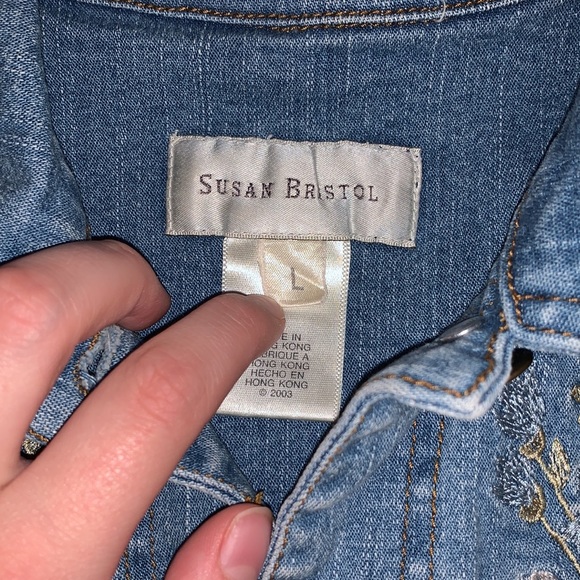 SUSAN BRISTOL
L
IN
KONG
A
HONG KONG
HECHO EN
HONG KONG
© 2003